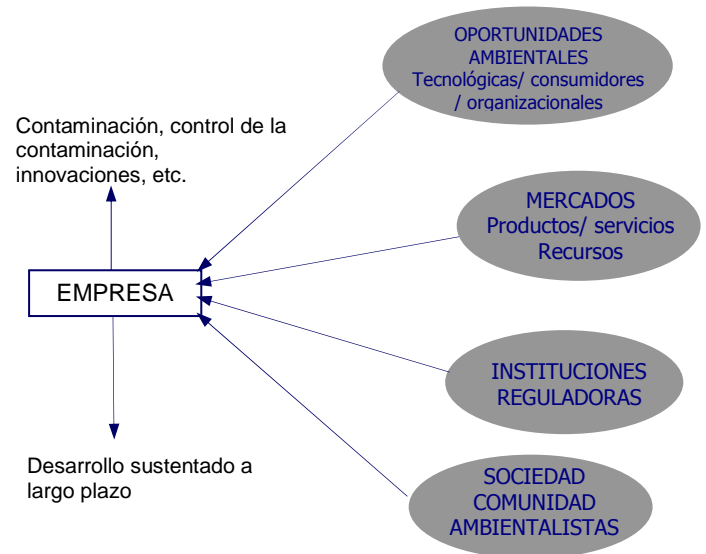 OPORTUNIDADES
AMBIENTALES
Tecnológicas/ consumidores
/ organizacionales
Contaminación, control de la
contaminación,
innovaciones, etc.
MERCADOS
Productos/ servicios
Recursos
EMPRESA
INSTITUCIONES
REGULADORAS
Desarrollo sustentado a
largo plazo
SOCIEDAD
COMUNIDAD
AMBIENTALISTAS